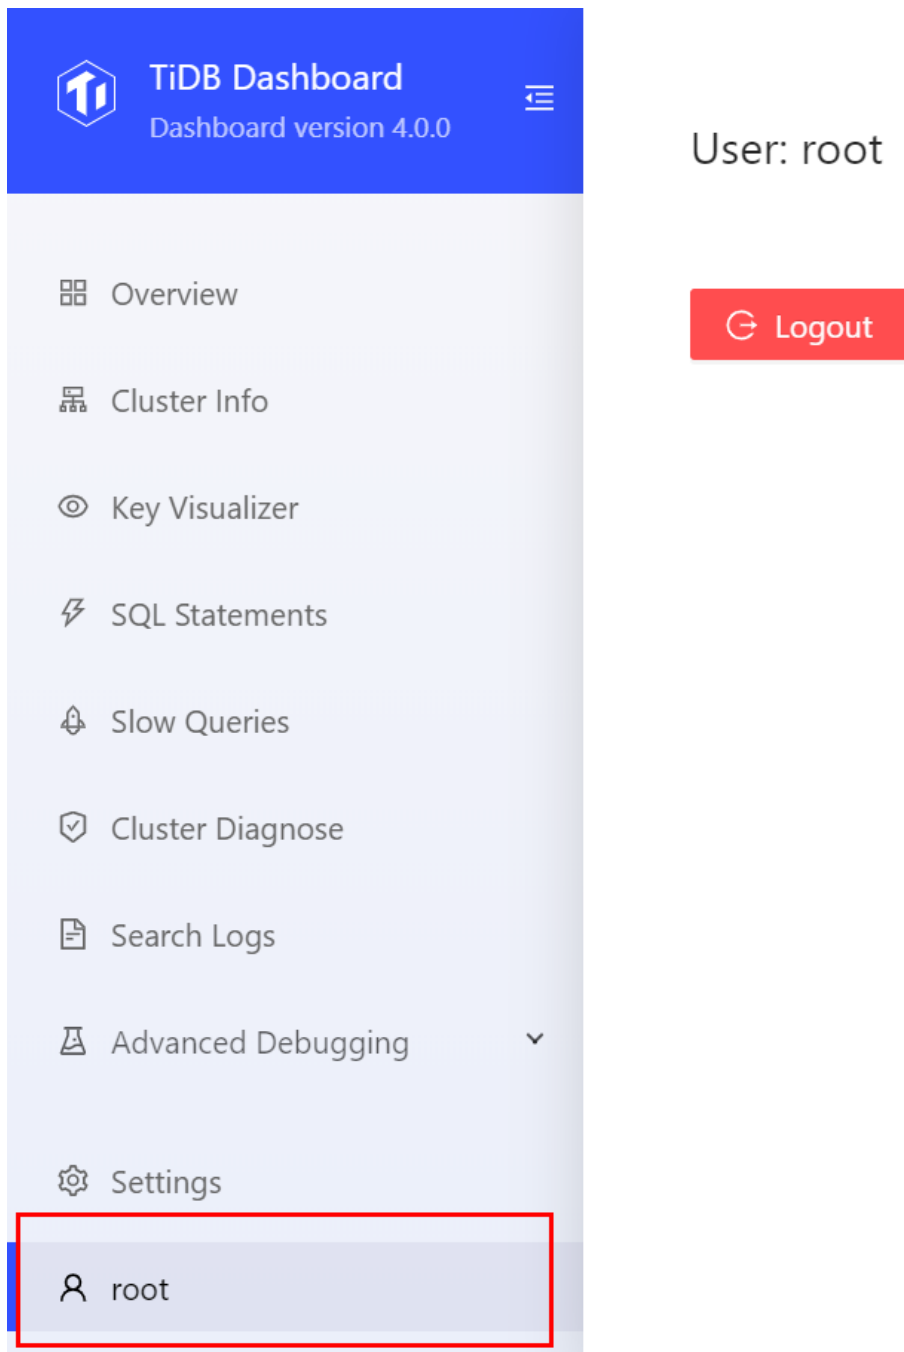 TiDB Dashboard
Dashboard version 4.0.0
Overview
Cluster Info
Key Visualizer
SQL Statements
Slow Queries
Cluster Diagnose
Search Logs
Advanced Debugging
Settings
root
User: root
Logout